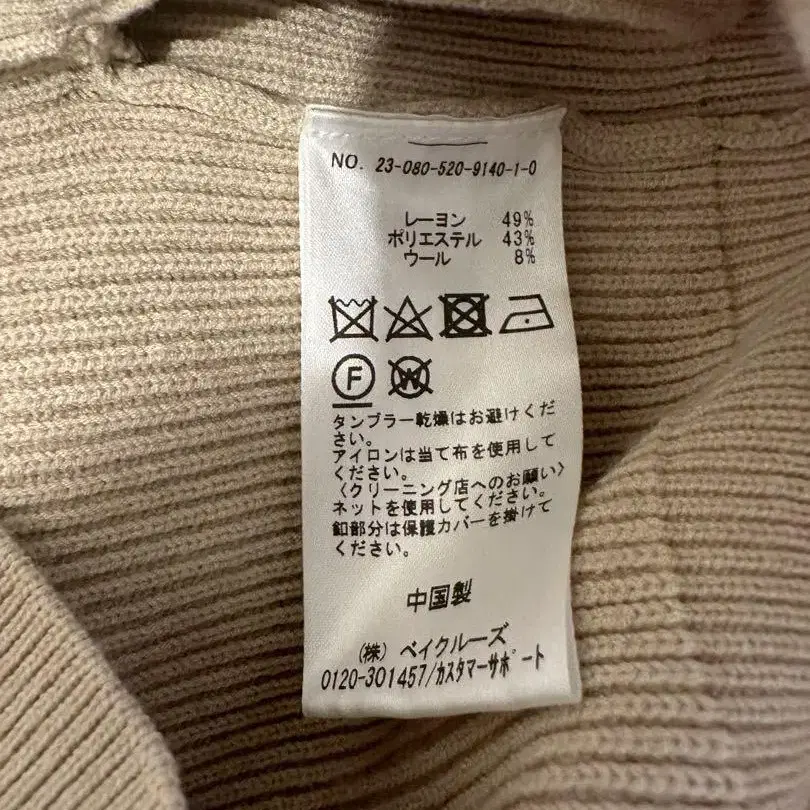 NO. 23-080-520-9140-1-0
レーヨン 49%
ポリエステル 43%
ウール 8%
F
W
タンブラー乾燥はお避けくだ
さい。
アイロンは当て布を使用して
ください。
〈クリーニング店へのお願い〉
ネットを使用してください。
釦部分は保護カバーを掛けて
ください。
中国製
(株) ベイクルーズ
0120-301457/カスタマーサポート